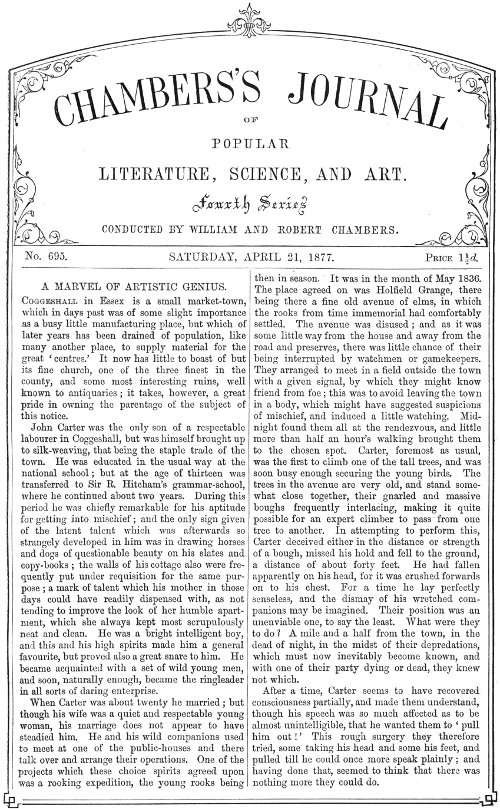 CHAMBERS'S JOURNAL
OF
POPULAR
LITERATURE, SCIENCE, AND ART.
Fourth Series
CONDUCTED BY WILLIAM AND ROBERT CHAMBERS.
No. 695.
SATURDAY, APRIL 21, 1877.
PRICE 1½d.
A MARVEL OF ARTISTIC GENIUS.
COGGESHALL in Essex is a small market-town,
which in days past was of some slight importance
as a busy little manufacturing place, but which of
later years has been drained of population, like
many another place, to supply material for the
great ‘centres.’ It now has little to boast of but
its fine church, one of the three finest in the
county, and some most interesting ruins, well
known to antiquaries; it takes, however, a great
pride in owning the parentage of the subject of
this notice.
John Carter was the only son of a respectable
labourer in Coggeshall, but was himself brought up
to silk-weaving, that being the staple trade of the
town. He was educated in the usual way at the
national school; but at the age of thirteen was
transferred to Sir R. Hitcham's grammar-school,
where he continued about two years. During this
period he was chiefly remarkable for his aptitude
for getting into mischief; and the only sign given
of the latent talent which was afterwards so
strangely developed in him was in drawing horses
and dogs of questionable beauty on his slates and
copy-books; the walls of his cottage also were fre-
quently put under requisition for the same pur-
pose; a mark of talent which his mother in those
days could have readily dispensed with, as not
tending to improve the look of her humble apart-
ment, which she always kept most scrupulously
neat and clean. He was a bright intelligent boy,
and this and his high spirits made him a general
favourite, but proved also a great snare to him. He
became acquainted with a set of wild young men,
and soon, naturally enough, became the ringleader
in all sorts of daring enterprise.
When Carter was about twenty he married; but
though his wife was a quiet and respectable young
woman, his marriage does not appear to have
steadied him. He and his wild companions used
to meet at one of the public-houses and there
talk over and arrange their operations. One of the
projects which these choice spirits agreed upon
was a rooking expedition, the young rooks being
then in season. It was in the month of May 1836.
The place agreed on was Holfield Grange, there
being there a fine old avenue of elms, in which
the rooks from time immemorial had comfortably
settled. The avenue was disused; and as it was
some little way from the house and away from the
road and preserves, there was little chance of their
being interrupted by watchmen or gamekeepers.
They arranged to meet in a field outside the town
with a given signal, by which they might know
friend from foe; this was to avoid leaving the town
in a body, which might have suggested suspicions
of mischief, and induced a little watching. Mid-
night found them all at the rendezvous, and little
more than half an hour's walking brought them
to the chosen spot. Carter, foremost as usual,
was the first to climb one of the tall trees, and was
soon busy enough securing the young birds. The
trees in the avenue are very old, and stand some-
what close together, their gnarled and massive
boughs frequently interlacing, making it quite
possible for an expert climber to pass from one
tree to another. In attempting to perform this,
Carter deceived either in the distance or strength
of a bough, missed his hold and fell to the ground,
a distance of about forty feet. He had fallen
apparently on his head, for it was crushed forwards
on to his chest. For a time he lay perfectly
senseless, and the dismay of his wretched com-
panions may be imagined. Their position was an
unenviable one, to say the least. What were they
to do? A mile and a half from the town, in the
dead of night, in the midst of their depredations,
which must now inevitably become known, and
with one of their party dying or dead, they knew
not which.
After a time, Carter seems to have recovered
consciousness partially, and made them understand,
though his speech was so much affected as to be
almost unintelligible, that he wanted them to ‘pull
him out!’ This rough surgery they therefore
tried, some taking his head and some his feet, and
pulled till he could once more speak plainly; and
having done that, seemed to think that there was
nothing more they could do.